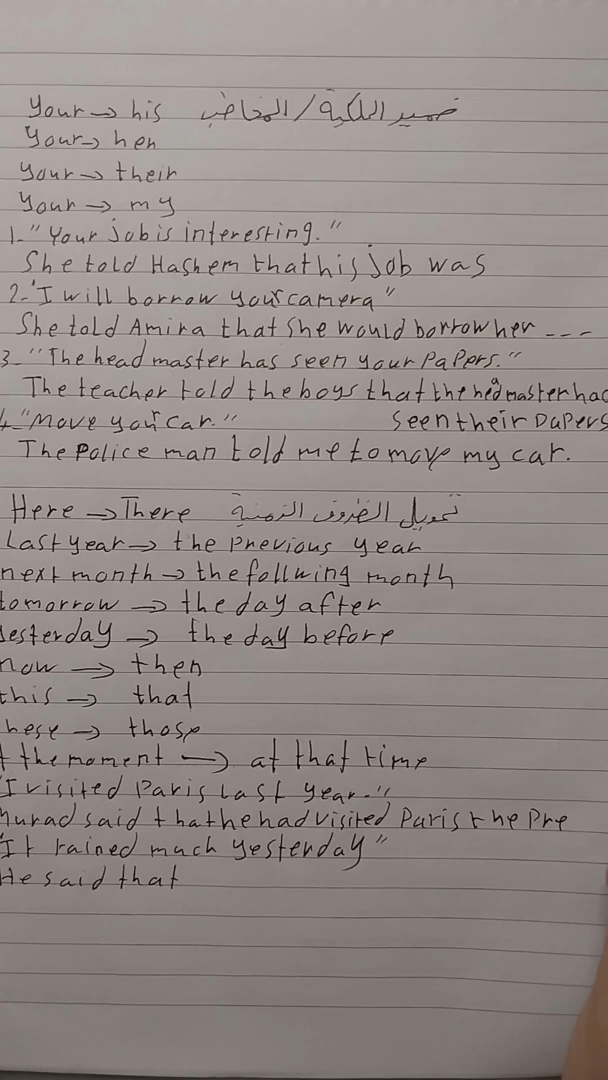 Your → his ضمير الملكية / المخاطب
Your → her
Your → their
Your → my
1- "Your job is interesting."
She told Hashem that his job was
2- "I will borrow your camera"
She told Amira that she would borrow her ---
3- "The head master has seen your papers."
The teacher told the boys that the head master had
seen their papers
4- "Move your car."
The Police man told me to move my car.
Here → There تحويل الظروف الزمنية
Last year → the previous year
next month → the follwing month
tomorrow → the day after
yesterday → the day before
now → then
this → that
hese → those
t the moment → at that time
"I visited Paris last year."
Murad said that he had visited Paris the pre
"It rained much yesterday"
He said that